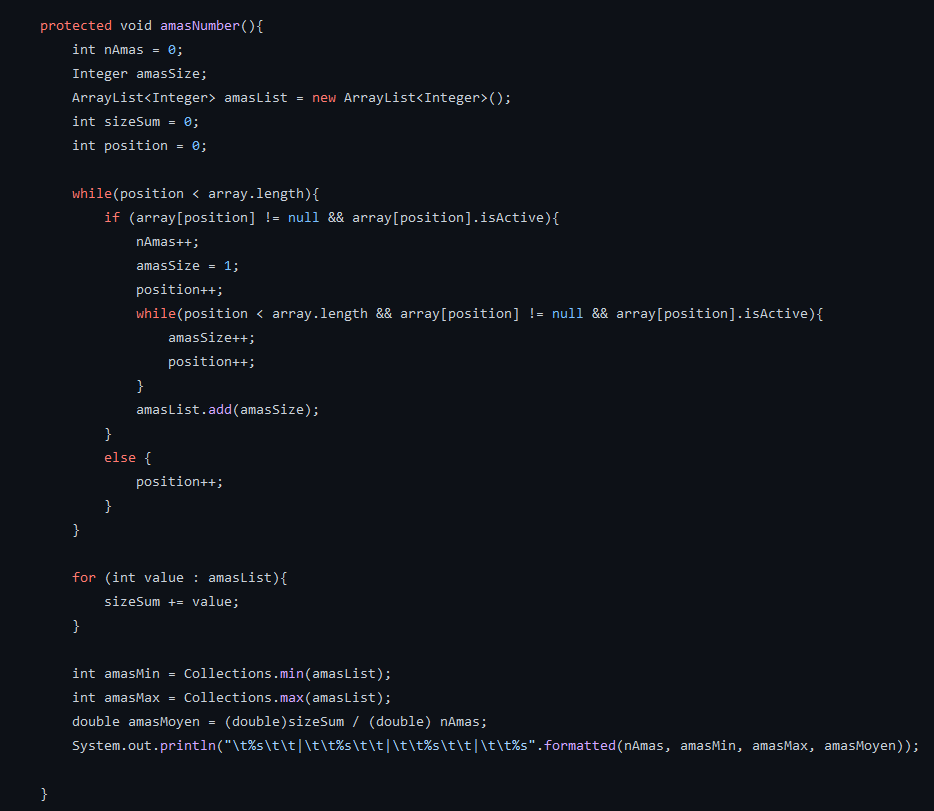 protected void amasNumber(){
    int nAmas = 0;
    Integer amasSize;
    ArrayList<Integer> amasList = new ArrayList<Integer>();
    int sizeSum = 0;
    int position = 0;

    while(position < array.length){
        if (array[position] != null && array[position].isActive){
            nAmas++;
            amasSize = 1;
            position++;
            while(position < array.length && array[position] != null && array[position].isActive){
                amasSize++;
                position++;
            }
            amasList.add(amasSize);
        }
        else {
            position++;
        }
    }

    for (int value : amasList){
        sizeSum += value;
    }

    int amasMin = Collections.min(amasList);
    int amasMax = Collections.max(amasList);
    double amasMoyen = (double)sizeSum / (double) nAmas;
    System.out.println("\t%s\t\t|\t\t%s\t\t|\t\t%s\t\t|\t\t%s".formatted(nAmas, amasMin, amasMax, amasMoyen));

}